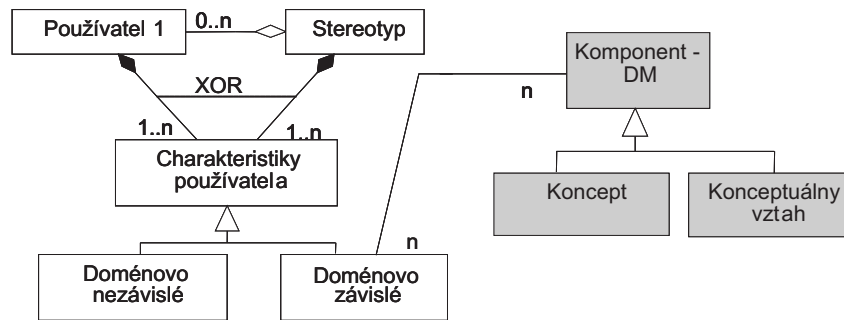 Používatel 1
0..n
Stereotyp
Komponent -
DM
XOR
n
1..n
1..n
Charakteristiky
používatela
Koncept
Konceptuálny
vztah
n
Doménovo
nezávislé
Doménovo
závislé